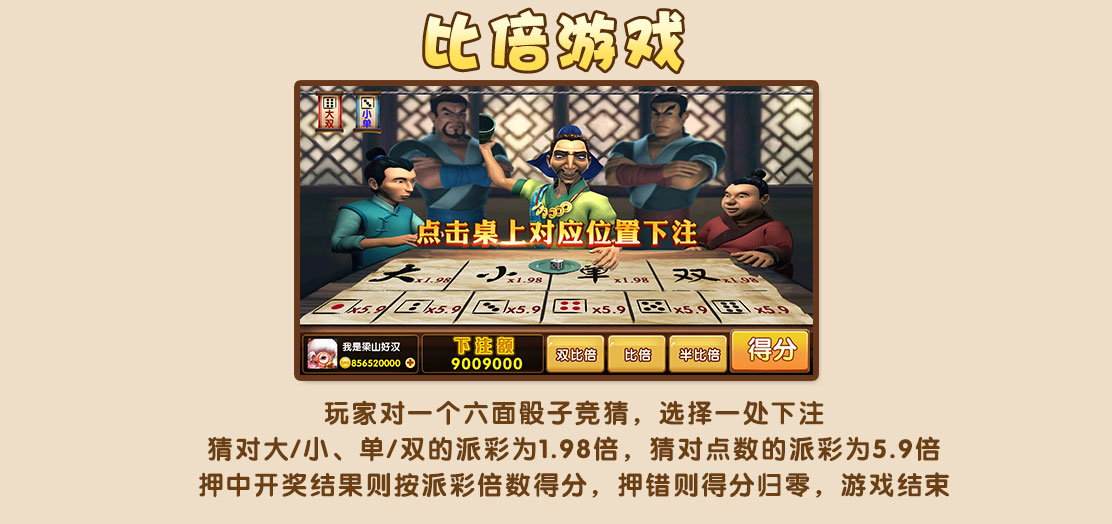 比倍游戏
大双
小单
点击桌上对应位置下注
大 x1.98 小 x1.98 单 x1.98 双 x1.98
x5.9 x5.9 x5.9 x5.9 x5.9 x5.9
我是梁山好汉
856520000
下注额
9009000
双比倍 比倍 半比倍 得分
玩家对一个六面骰子竞猜，选择一处下注
猜对大/小、单/双的派彩为1.98倍，猜对点数的派彩为5.9倍
押中开奖结果则按派彩倍数得分，押错则得分归零，游戏结束